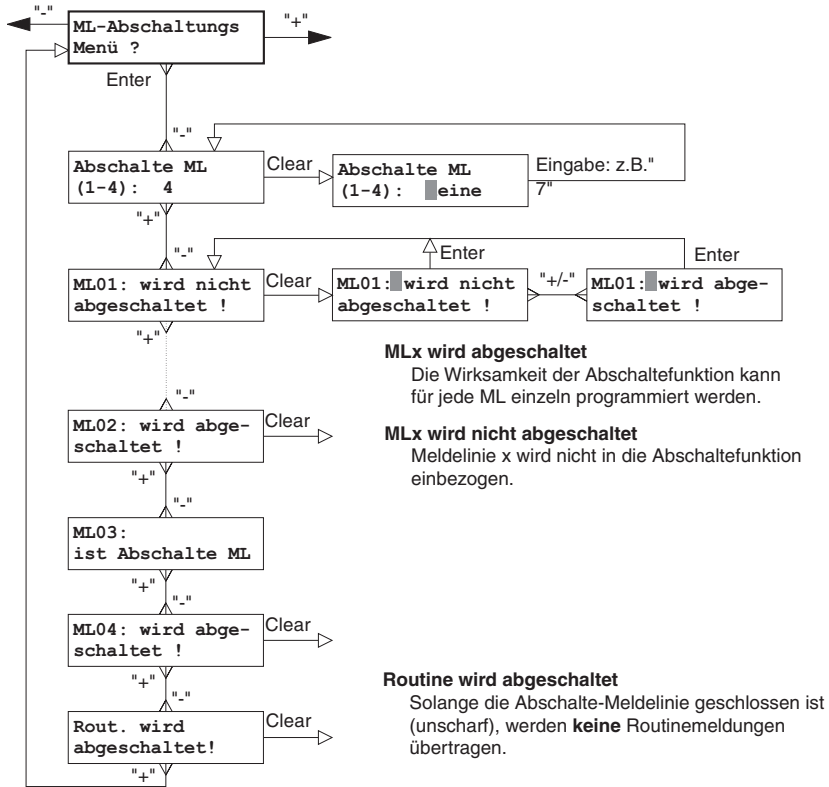 "-"
ML-Abschaltungs
Menü ?
"+"
Enter
"-"
Abschalte ML
(1-4):  4
Clear
Abschalte ML
(1-4):  eine
Eingabe: z.B."
7"
"+"
"-"
ML01: wird nicht
abgeschaltet !
Clear
Enter
ML01: wird nicht
abgeschaltet !
"+/-"
Enter
ML01: wird abge-
schaltet !
"+"
MLx wird abgeschaltet
Die Wirksamkeit der Abschaltefunktion kann
für jede ML einzeln programmiert werden.
"-"
ML02: wird abge-
schaltet !
Clear
MLx wird nicht abgeschaltet
Meldelinie x wird nicht in die Abschaltefunktion
einbezogen.
"+"
"-"
ML03:
ist Abschalte ML
"+"
"-"
ML04: wird abge-
schaltet !
Clear
"+"
"-"
Rout. wird
abgeschaltet!
Clear
"+"
Routine wird abgeschaltet
Solange die Abschalte-Meldelinie geschlossen ist
(unscharf), werden keine Routinemeldungen
übertragen.